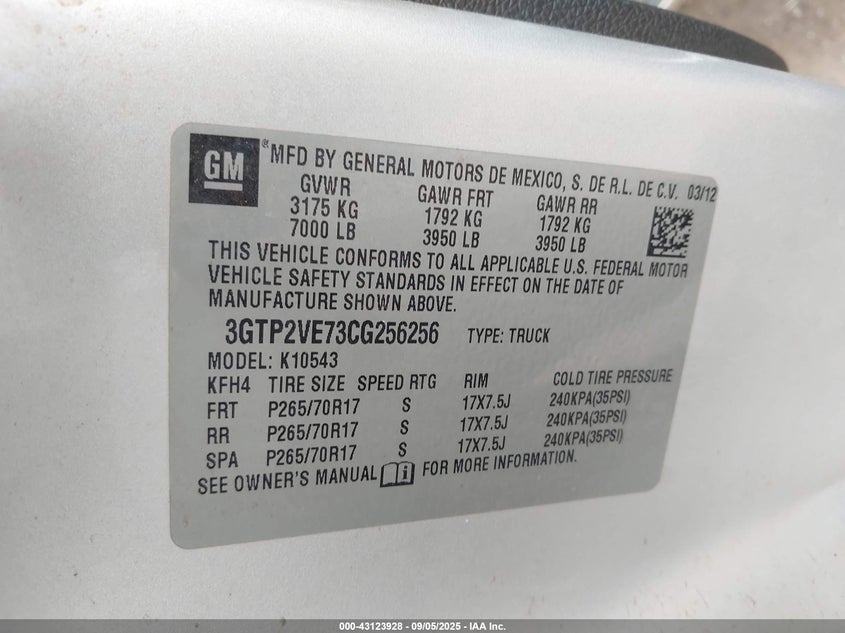 GM
® MFD BY GENERAL MOTORS DE MEXICO, S. DE R.L. DE C.V. 03/12
GVWR GAWR FRT GAWR RR
3175 KG 1792 KG 1792 KG
7000 LB 3950 LB 3950 LB
THIS VEHICLE CONFORMS TO ALL APPLICABLE U.S. FEDERAL MOTOR
VEHICLE SAFETY STANDARDS IN EFFECT ON THE DATE OF
MANUFACTURE SHOWN ABOVE.
3GTP2VE73CG256256 TYPE: TRUCK
MODEL: K10543
KFH4 TIRE SIZE SPEED RTG RIM COLD TIRE PRESSURE
FRT P265/70R17 S 17X7.5J 240KPA(35PSI)
RR P265/70R17 S 17X7.5J 240KPA(35PSI)
SPA P265/70R17 S 17X7.5J 240KPA(35PSI)
SEE OWNER'S MANUAL i FOR MORE INFORMATION.
000-43123928 - 09/05/2025 - IAA Inc.